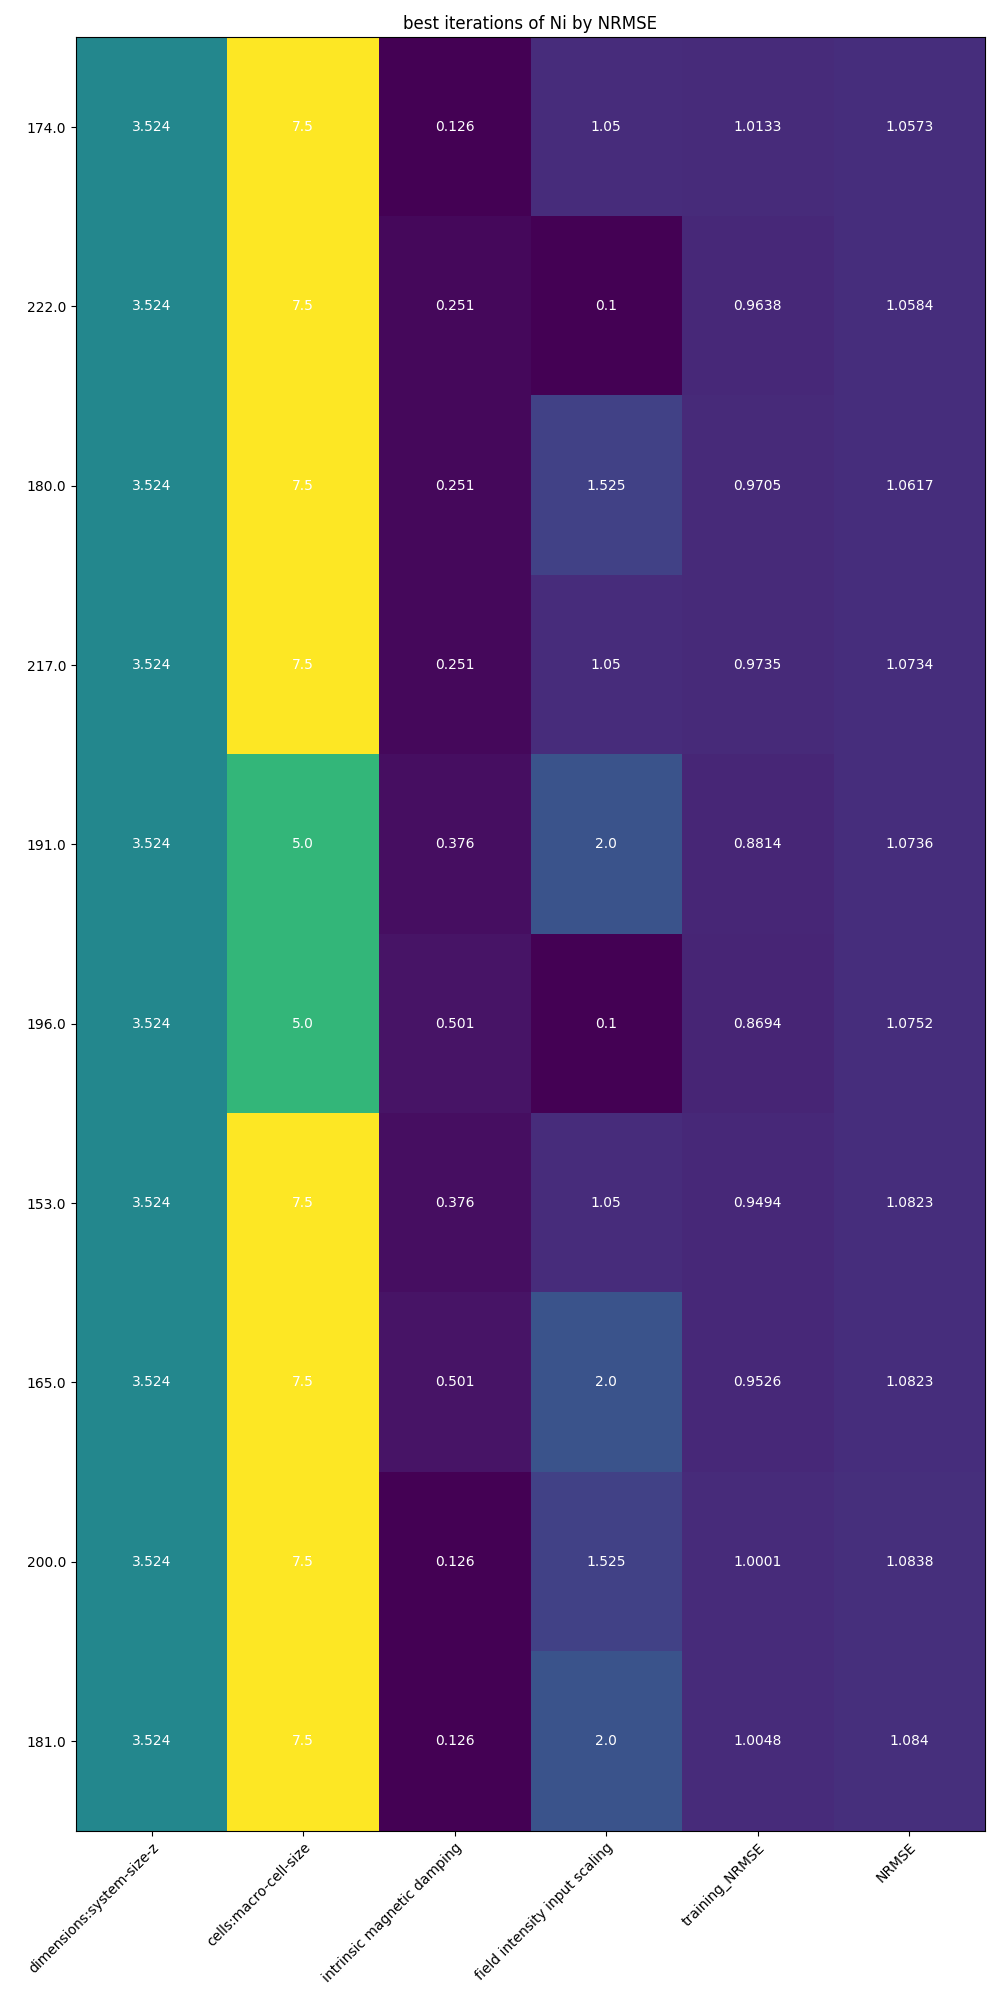 best iterations of Ni by NRMSE
174.0 3.524 7.5 0.126 1.05 1.0133 1.0573
222.0 3.524 7.5 0.251 0.1 0.9638 1.0584
180.0 3.524 7.5 0.251 1.525 0.9705 1.0617
217.0 3.524 7.5 0.251 1.05 0.9735 1.0734
191.0 3.524 5.0 0.376 2.0 0.8814 1.0736
196.0 3.524 5.0 0.501 0.1 0.8694 1.0752
153.0 3.524 7.5 0.376 1.05 0.9494 1.0823
165.0 3.524 7.5 0.501 2.0 0.9526 1.0823
200.0 3.524 7.5 0.126 1.525 1.0001 1.0838
181.0 3.524 7.5 0.126 2.0 1.0048 1.084
dimensions:system-size-z
cells:macro-cell-size
intrinsic magnetic damping
field intensity input scaling
training_NRMSE
NRMSE